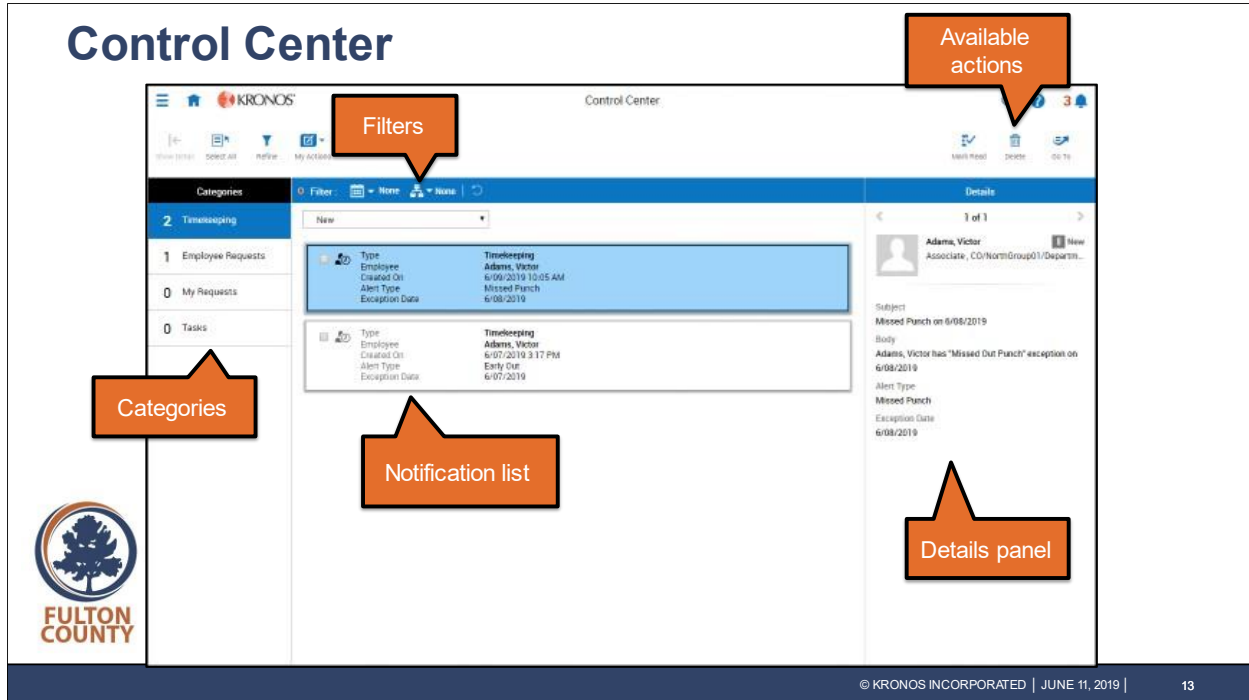 Control Center
Available
actions
KRONOS
Control Center
3
Filters
Select All
Refine
My Actions
Mark Read
Delete
Go To
Categories
0 Filter: None None
Details
2 Timekeeping
New
1 of 1
1 Employee Requests
0 My Requests
0 Tasks
Type Timekeeping
Employee Adams, Victor
Created On 6/09/2019 10:05 AM
Alert Type Missed Punch
Exception Date 6/08/2019
Type Timekeeping
Employee Adams, Victor
Created On 6/07/2019 3:17 PM
Alert Type Early Out
Exception Date 6/07/2019
Adams, Victor New
Associate, CO/NormGroup01/Departm...
Subject
Missed Punch on 6/08/2019
Body
Adams, Victor has "Missed Out Punch" exception on
6/08/2019
Alert Type
Missed Punch
Exception Date
6/08/2019
Categories
Notification list
Details panel
FULTON
COUNTY
© KRONOS INCORPORATED | JUNE 11, 2019 | 13